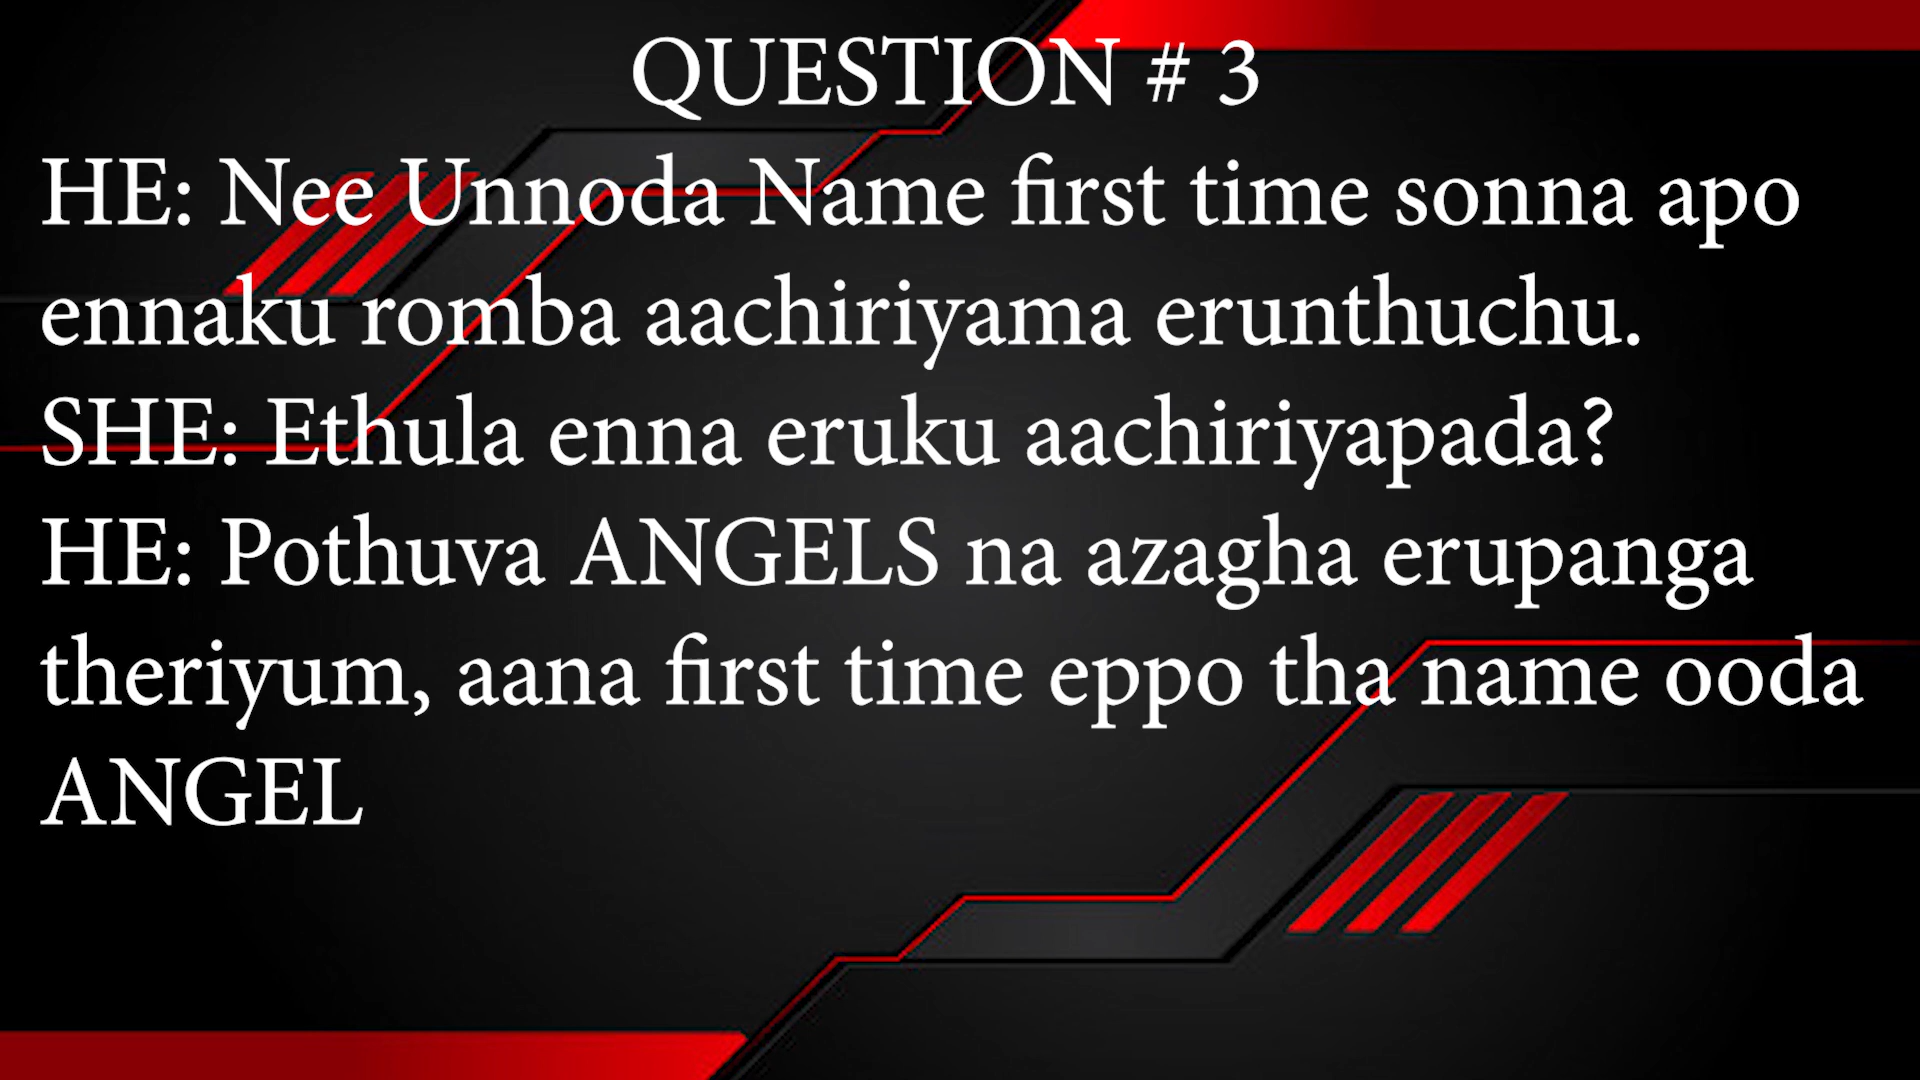 QUESTION # 3
HE: Nee Unnoda Name first time sonna apo
ennaku romba aachiriyama erunthuchu.
SHE: Ethula enna eruku aachiriyapada?
HE: Pothuva ANGELS na azagha erupanga
theriyum, aana first time eppo tha name ooda
ANGEL